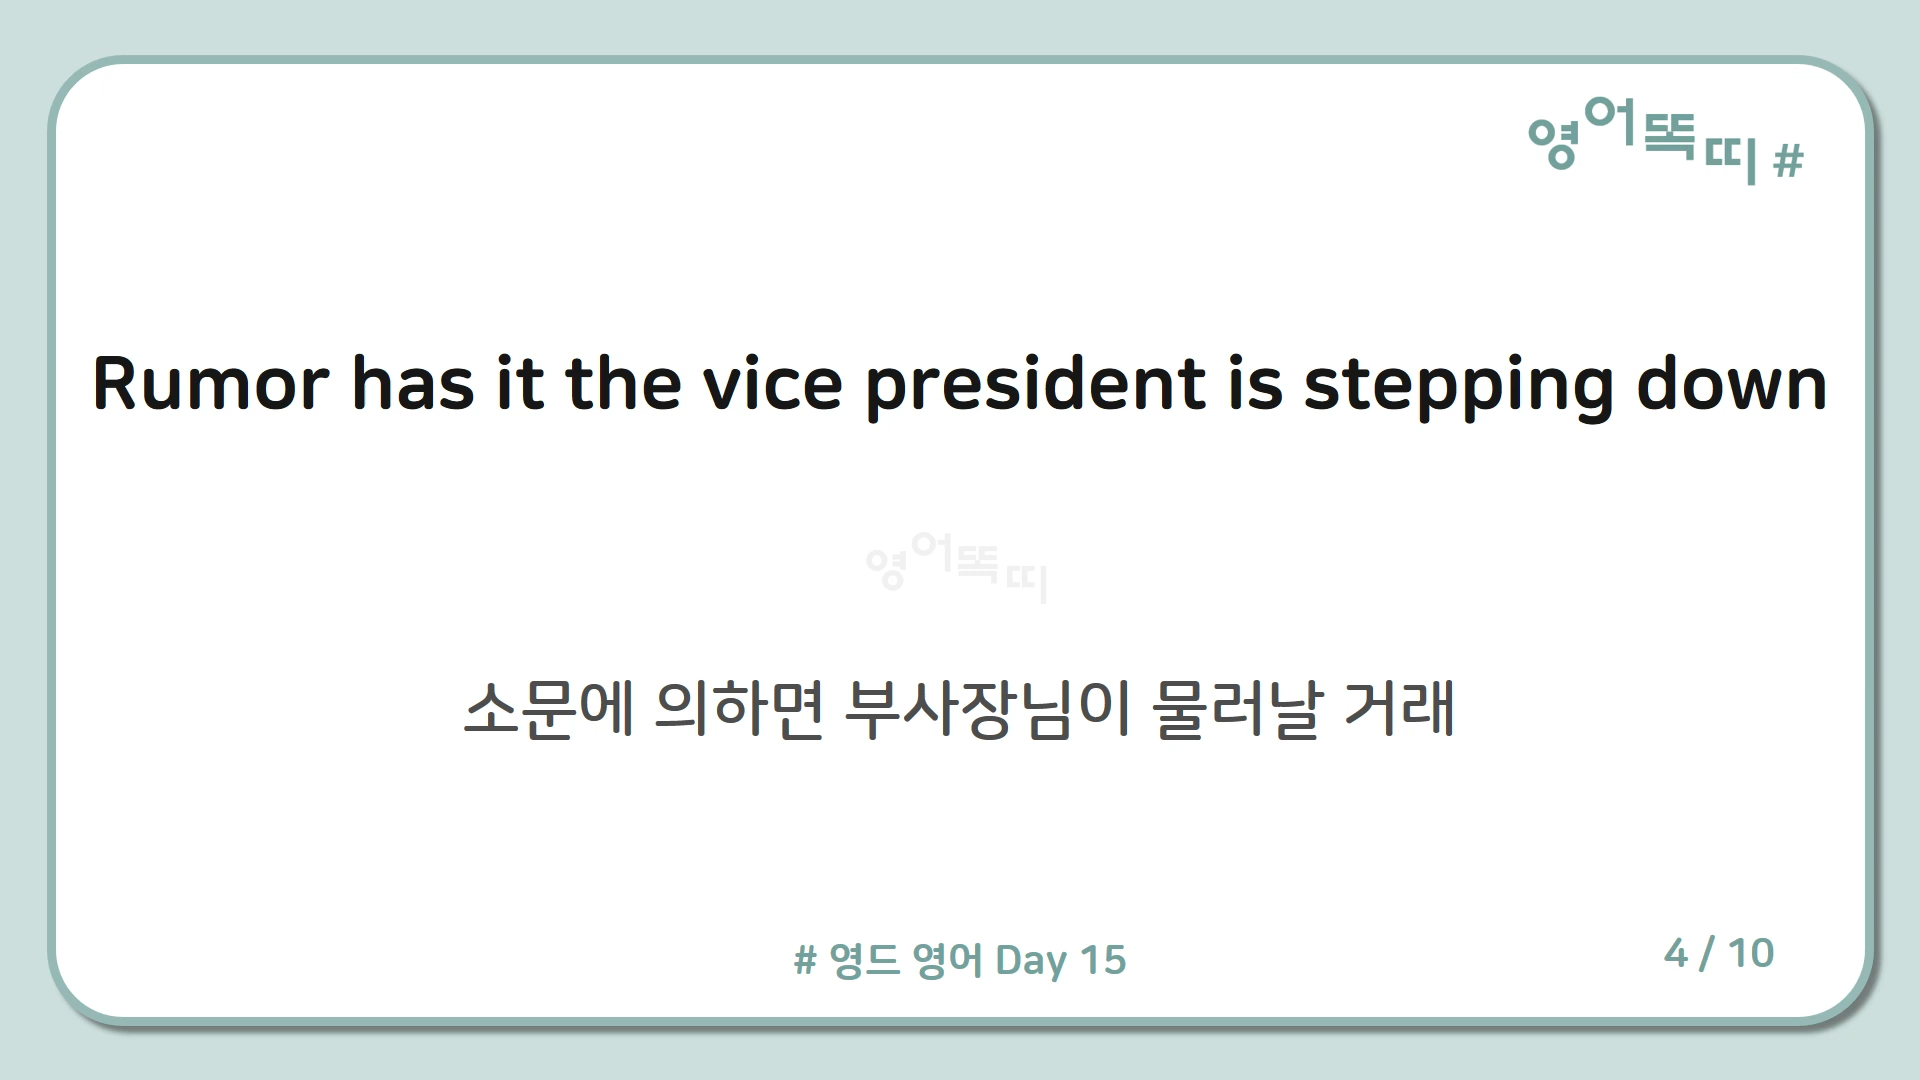 영어똑띠 #
Rumor has it the vice president is stepping down
영어똑띠
소문에 의하면 부사장님이 물러날 거래
# 영드 영어 Day 15
4 / 10